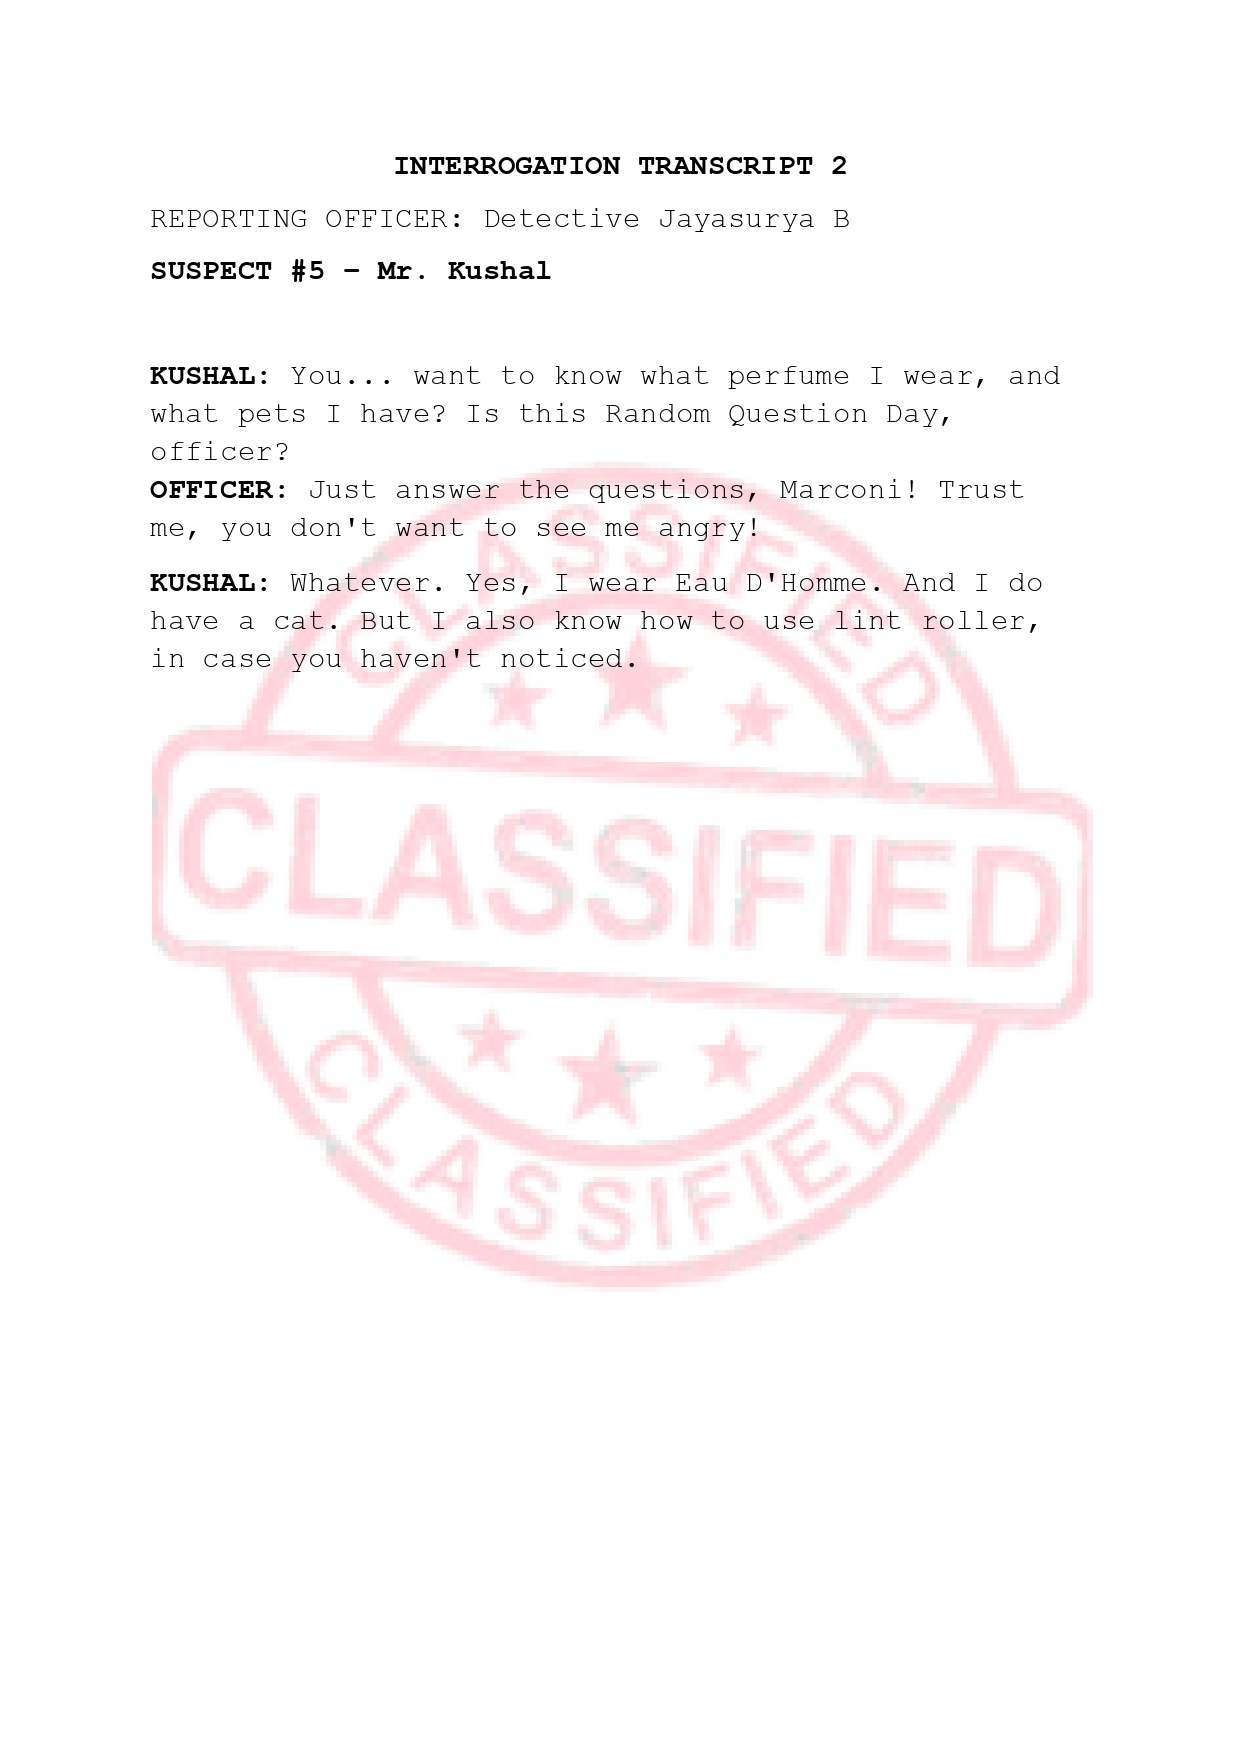 INTERROGATION TRANSCRIPT 2
REPORTING OFFICER: Detective Jayasurya B
SUSPECT #5 – Mr. Kushal
KUSHAL: You... want to know what perfume I wear, and
what pets I have? Is this Random Question Day,
officer?
OFFICER: Just answer the questions, Marconi! Trust
me, you don't want to see me angry!
KUSHAL: Whatever. Yes, I wear Eau D'Homme. And I do
have a cat. But I also know how to use lint roller,
in case you haven't noticed.
CLASSIFIED
CLASSIFIED
CLASSIFIED